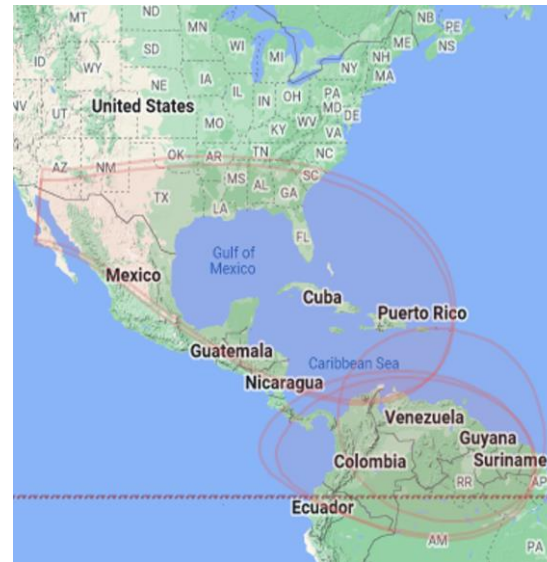 MT
ND
MN
NB
PE
ID
WY
SD
WI
MI
ME
NS
NV
UT
NE
IA
IL
IN
OH
PA
NY
NH
MA
United States
MO
KY
WV
MD
DE
VA
AZ
NM
OK
AR
TN
NC
SC
TX
MS
AL
GA
LA
FL
Gulf of
Mexico
Mexico
Cuba
Puerto Rico
Guatemala
Caribbean Sea
Nicaragua
Venezuela
Guyana
Colombia
Suriname
RR
AP
Ecuador
AM
PA